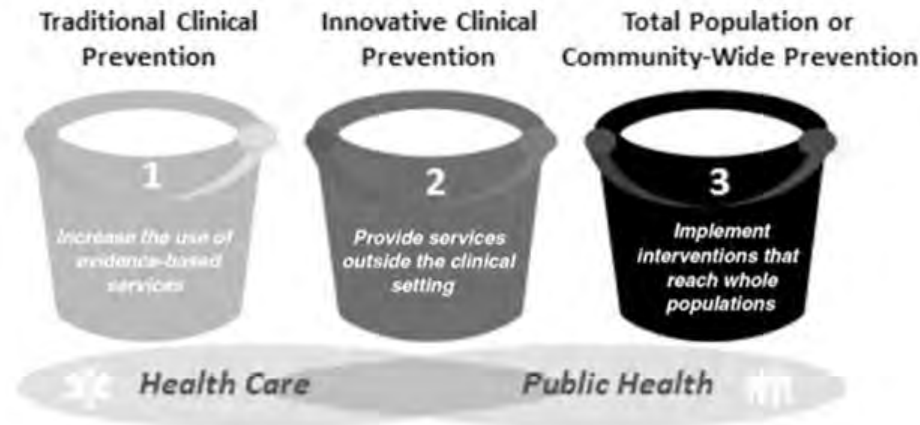 Traditional Clinical
Prevention
Innovative Clinical
Prevention
Total Population or
Community-Wide Prevention
1
Increase the use of
evidence-based
services
2
Provide services
outside the clinical
setting
3
Implement
interventions that
reach whole
populations
Health Care
Public Health